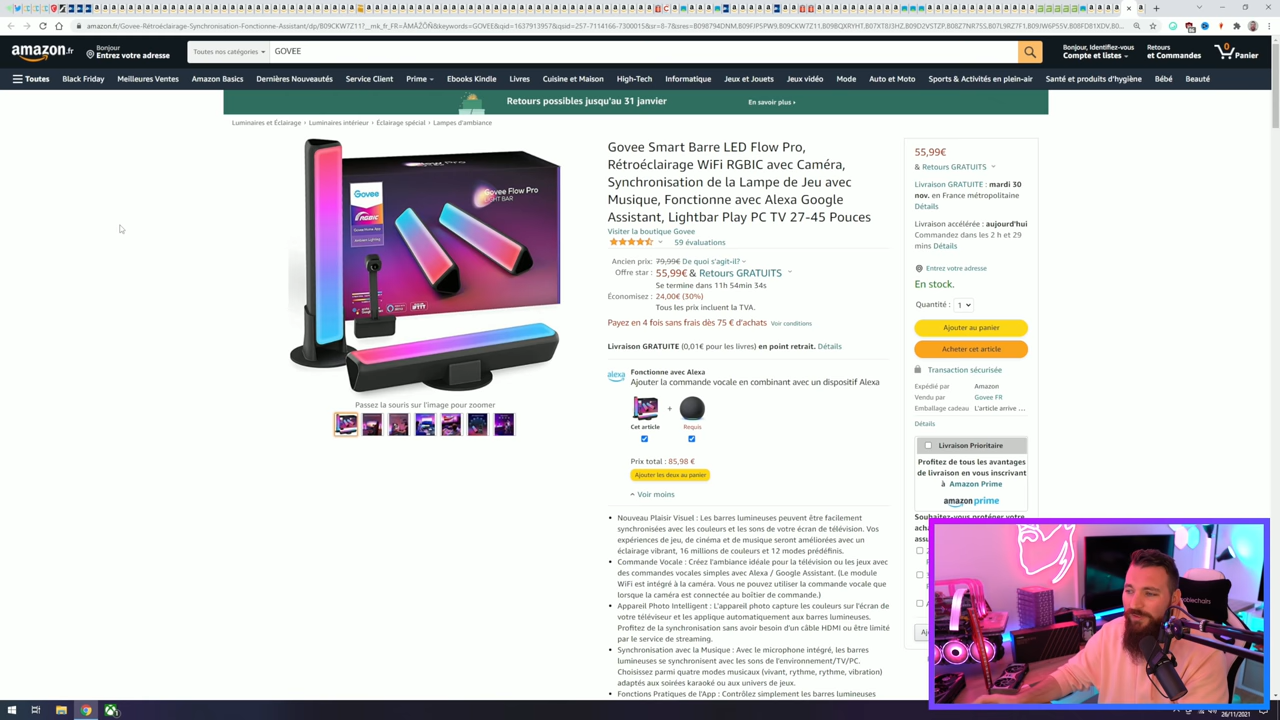 amazon.fr/Govee-Rétroéclairage-Synchronisation-Fonctionne-Assistant/dp/B09CKW7Z11?
amazon.fr
Bonjour
Entrez votre adresse
Toutes nos catégories
GOVEE
Bonjour, Identifiez-vous
Compte et listes
Retours
et Commandes
0
Panier
Toutes
Black Friday
Meilleures Ventes
Amazon Basics
Dernières Nouveautés
Service Client
Prime
Ebooks Kindle
Livres
Cuisine et Maison
High-Tech
Informatique
Jeux et Jouets
Jeux vidéo
Mode
Auto et Moto
Sports & Activités en plein-air
Santé et produits d'hygiène
Bébé
Beauté
Retours possibles jusqu'au 31 janvier
En savoir plus ›
Luminaires et Éclairage › Luminaires intérieur › Éclairage spécial › Lampes d'ambiance
Govee
RGBIC
Govee Flow Pro
LIGHT BAR
Passez la souris sur l'image pour zoomer
Govee Smart Barre LED Flow Pro,
Rétroéclairage WiFi RGBIC avec Caméra,
Synchronisation de la Lampe de Jeu avec
Musique, Fonctionne avec Alexa Google
Assistant, Lightbar Play PC TV 27-45 Pouces
Visiter la boutique Govee
59 évaluations
Ancien prix: 79,99€ De quoi s'agit-il?
Offre star : 55,99€ & Retours GRATUITS
Se termine dans 11h 54min 34s
Économisez : 24,00€ (30%)
Tous les prix incluent la TVA.
Payez en 4 fois sans frais dès 75 € d'achats Voir conditions
Livraison GRATUITE (0,01€ pour les livres) en point retrait. Détails
alexa
Fonctionne avec Alexa
Ajouter la commande vocale en combinant avec un dispositif Alexa
+
Cet article
Requis
Prix total : 85,98 €
Ajouter les deux au panier
Voir moins
• Nouveau Plaisir Visuel : Les barres lumineuses peuvent être facilement
synchronisées avec les couleurs et les sons de votre écran de télévision. Vos
expériences de jeu, de cinéma et de musique seront améliorées avec un
éclairage vibrant, 16 millions de couleurs et 12 modes prédéfinis.
• Commande Vocale : Créez l'ambiance idéale pour la télévision ou les jeux avec
des commandes vocales simples avec Alexa / Google Assistant. (Le module
WiFi est intégré à la caméra. Vous ne pouvez utiliser la commande vocale que
lorsque la caméra est connectée au boîtier de commande.)
• Appareil Photo Intelligent : L'appareil photo capture les couleurs sur l'écran de
votre téléviseur et les applique automatiquement aux barres lumineuses.
Profitez de la synchronisation sans avoir besoin d'un câble HDMI ou être limité
par le service de streaming.
• Synchronisation avec la Musique : Avec le microphone intégré, les barres
lumineuses se synchronisent avec les sons de l'environnement/TV/PC.
Choisissez parmi quatre modes musicaux (vivant, rythme, rythme, vibration)
adaptés aux soirées karaoké ou aux univers de jeux.
• Fonctions Pratiques de l'App : Contrôlez simplement les barres lumineuses
55,99€
& Retours GRATUITS
Livraison GRATUITE : mardi 30
nov. en France métropolitaine
Détails
Livraison accélérée : aujourd'hui
Commandez dans les 2 h et 29
mins Détails
Entrez votre adresse
En stock.
Quantité : 1
Ajouter au panier
Acheter cet article
Transaction sécurisée
Expédié par Amazon
Vendu par Govee FR
Emballage cadeau L'article arrive ...
Détails
Livraison Prioritaire
Profitez de tous les avantages
de livraison en vous inscrivant
à Amazon Prime
amazon prime
Souhaitez-vous protéger votre
26/11/2021